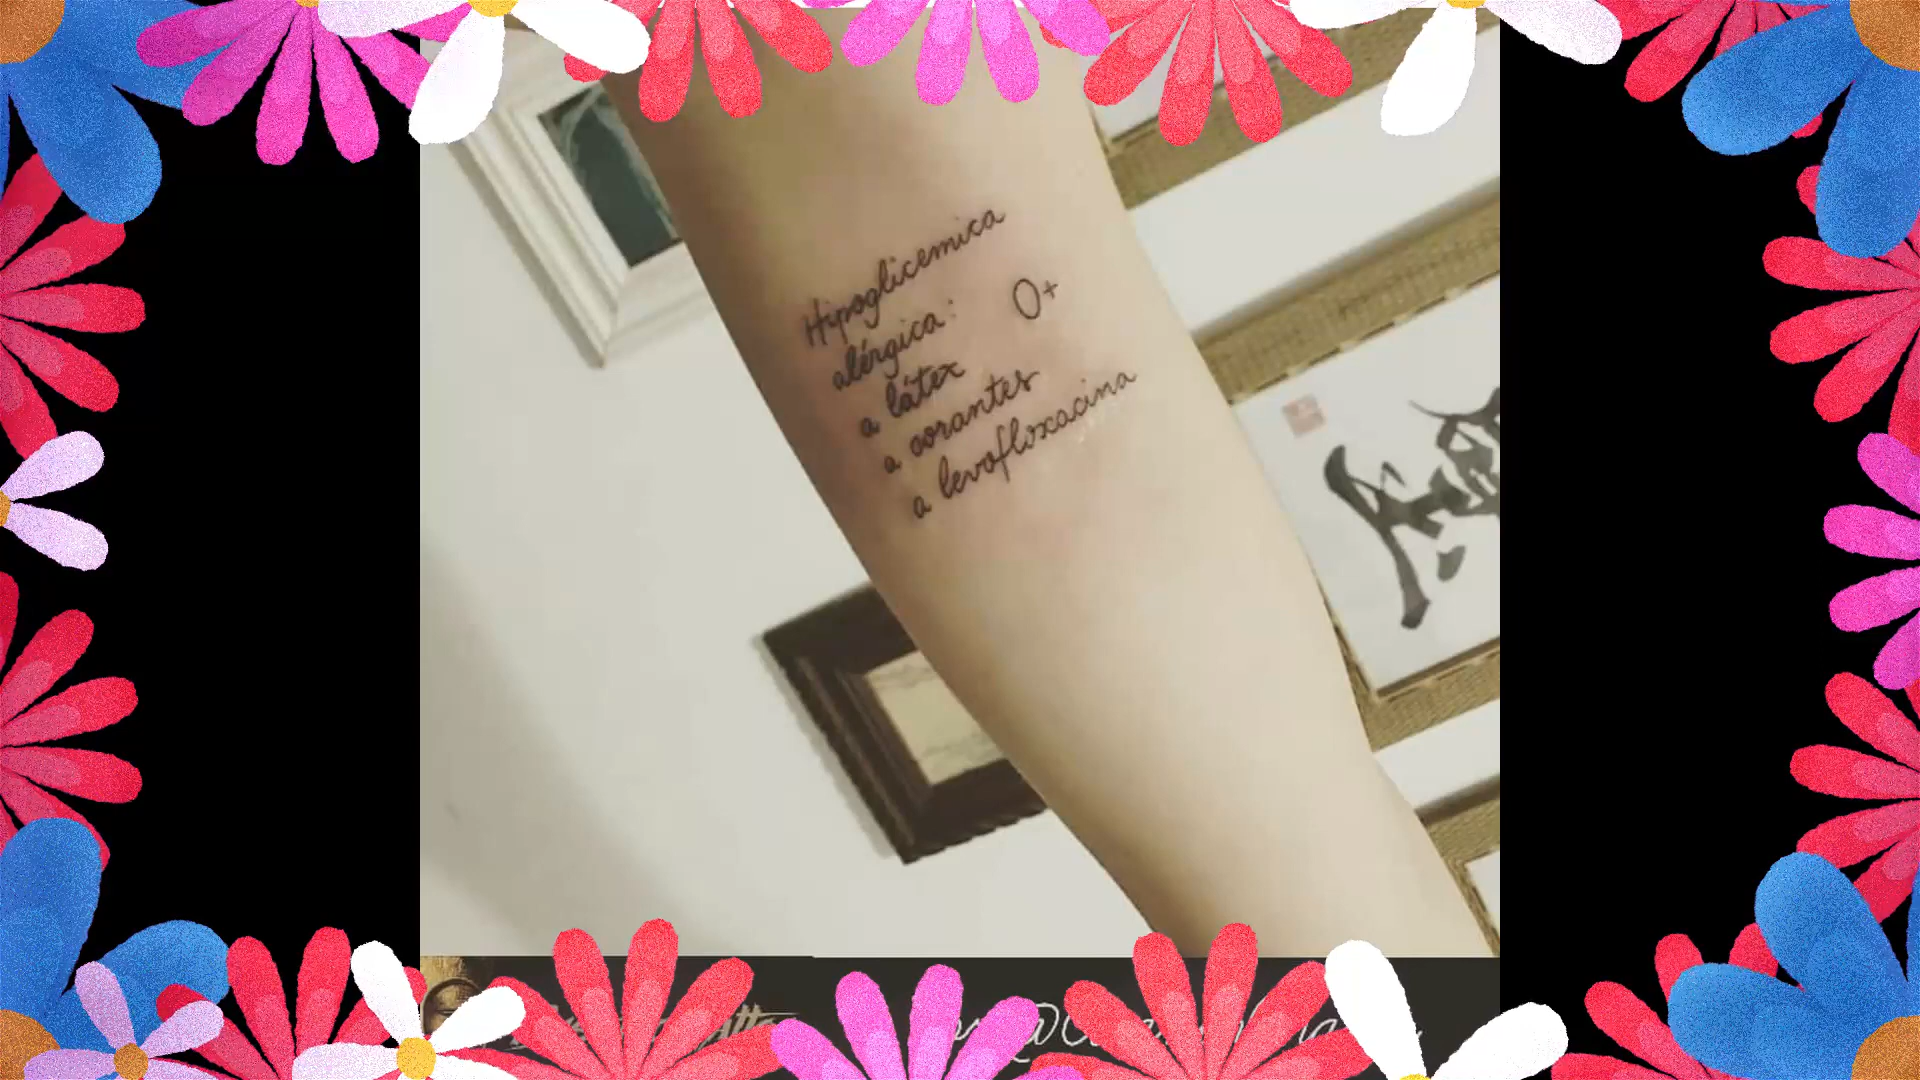 Hipoglicemica
alérgica: O+
a látex
a corantes
a levofloxacina